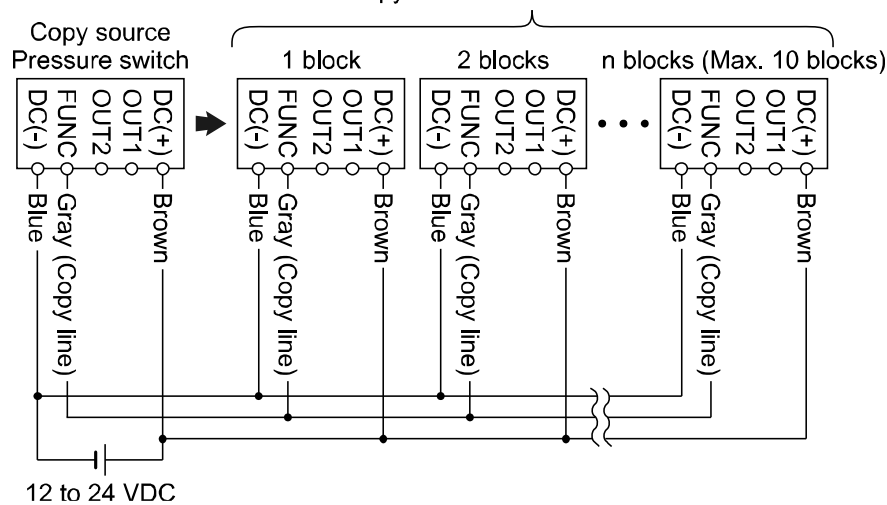 Copy source
Pressure switch
1 block
2 blocks
n blocks (Max. 10 blocks)
DC(-)
FUNC
OUT2
OUT1
DC(+)
DC(-)
FUNC
OUT2
OUT1
DC(+)
DC(-)
FUNC
OUT2
OUT1
DC(+)
DC(-)
FUNC
OUT2
OUT1
DC(+)
Blue
Gray (Copy line)
Brown
Blue
Gray (Copy line)
Brown
Blue
Gray (Copy line)
Brown
Blue
Gray (Copy line)
Brown
12 to 24 VDC